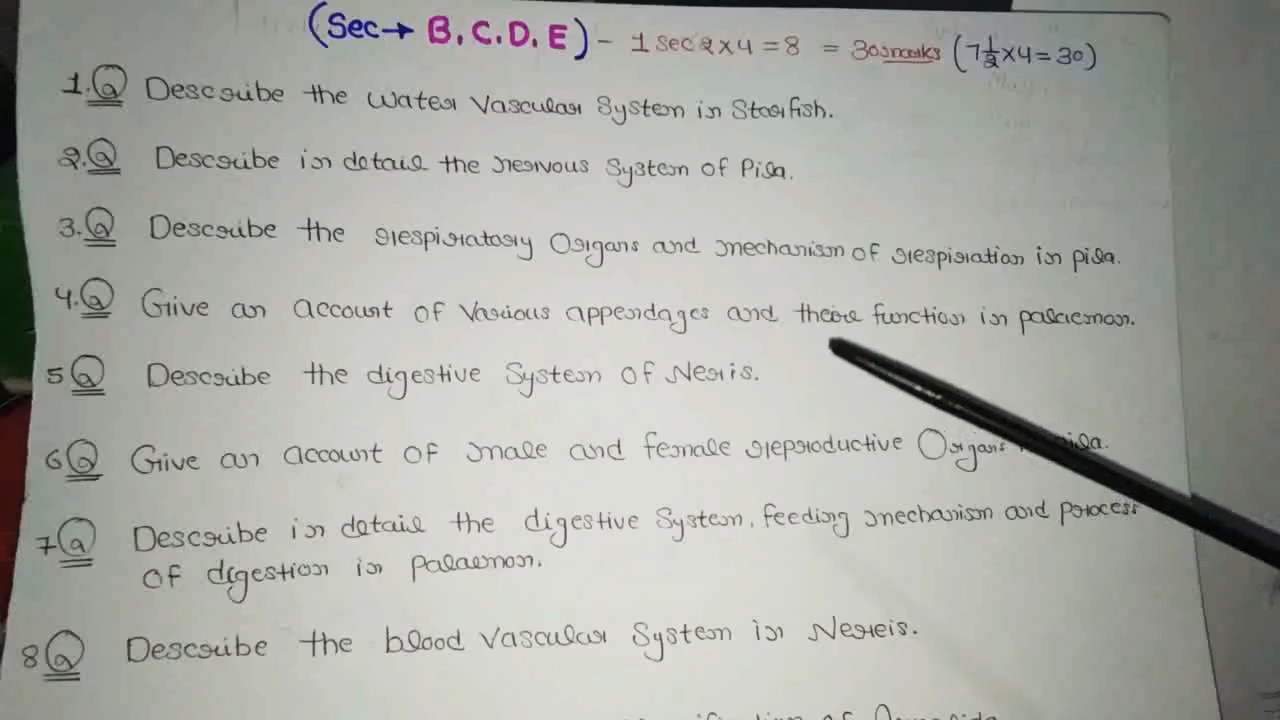 (Sec → B.C.D.E) - 1 sec 2x4 = 8 = 30 marks (7 1/2 x 4 = 30)
1.Q Describe the water vascular System in Starfish.
2.Q Describe in detail the nervous System of Pila.
3.Q Describe the respiratory Organs and mechanism of respiration in pila.
4.Q Give an account of various appendages and their function in palaemon.
5 Q Describe the digestive System of Neris.
6 Q Give an account of male and female reproductive Organs
7 Q Describe in detail the digestive System, feeding mechanism and process
of digestion in palaemon.
8 Q Describe the blood vascular System in Nereis.